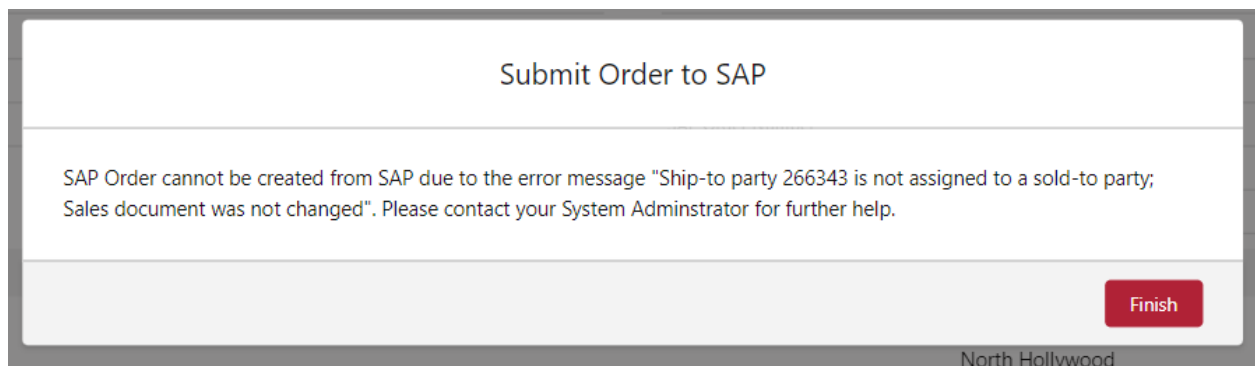 Submit Order to SAP
SAP Order cannot be created from SAP due to the error message "Ship-to party 266343 is not assigned to a sold-to party;
Sales document was not changed". Please contact your System Adminstrator for further help.
Finish
North Hollywood